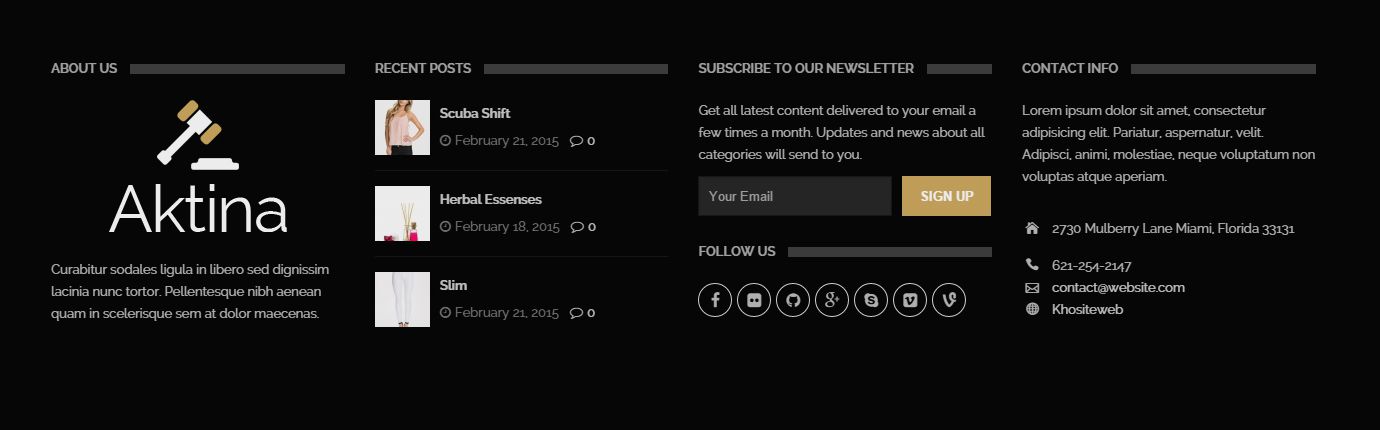 ABOUT US
Aktina
Curabitur sodales ligula in libero sed dignissim
lacinia nunc tortor. Pellentesque nibh aenean
quam in scelerisque sem at dolor maecenas.
RECENT POSTS
Scuba Shift
February 21, 2015 0
Herbal Essenses
February 18, 2015 0
Slim
February 21, 2015 0
SUBSCRIBE TO OUR NEWSLETTER
Get all latest content delivered to your email a
few times a month. Updates and news about all
categories will send to you.
Your Email SIGN UP
FOLLOW US
CONTACT INFO
Lorem ipsum dolor sit amet, consectetur
adipisicing elit. Pariatur, aspernatur, velit.
Adipisci, animi, molestiae, neque voluptatum non
voluptas atque aperiam.
2730 Mulberry Lane Miami, Florida 33131
621-254-2147
contact@website.com
Khositeweb